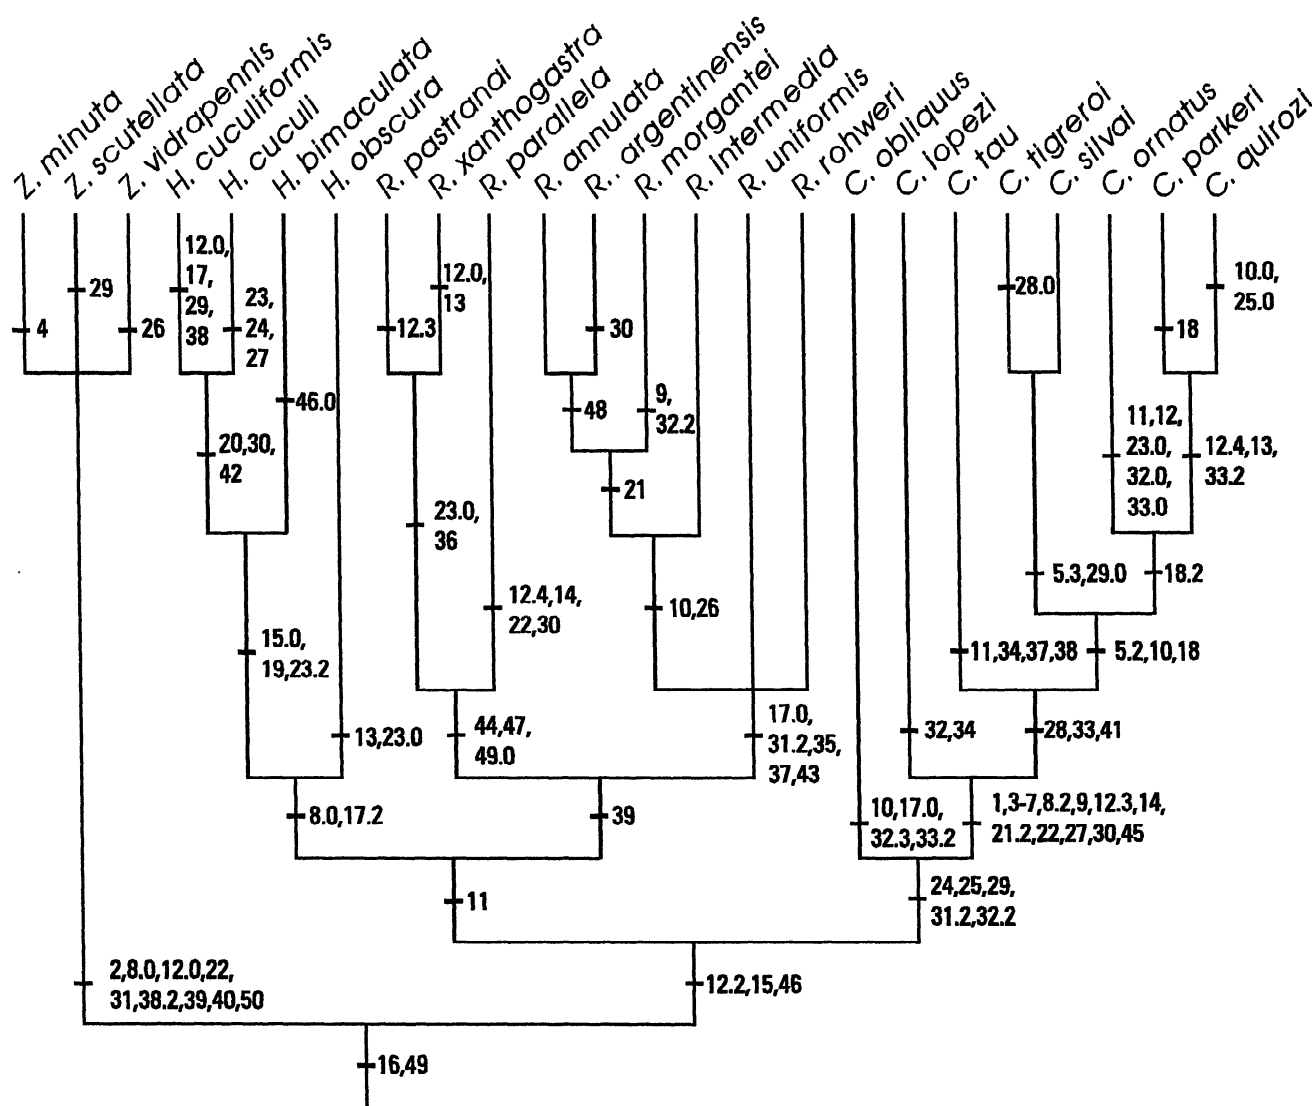 Z. minuta
Z. scutellata
Z. vidrapennis
H. cuculiformis
H. cuculi
H. bimaculata
H. obscura
R. pastranai
R. xanthogastra
R. parallela
R. annulata
R.. argentinensis
R. morgantei
R. intermedia
R. uniformis
R. rohweri
C. obliquus
C. lopezi
C. tau
C. tigreroi
C. silvai
C. ornatus
C. parkeri
C. quirozi
4
29
26
12.0,
17,
29,
38
23,
24,
27
46.0
20,30,
42
12.3
12.0,
13
30
48
9,
32.2
21
23.0,
36
12.4,14,
22,30
10,26
28.0
18
10.0,
25.0
11,12,
23.0,
32.0,
33.0
12.4,13,
33.2
5.3,29.0
18.2
15.0,
19,23.2
11,34,37,38
5.2,10,18
13,23.0
44,47,
49.0
17.0,
31.2,35,
37,43
32,34
28,33,41
8.0,17.2
39
10,17.0,
32.3,33.2
1,3-7,8.2,9,12.3,14,
21.2,22,27,30,45
11
24,25,29,
31.2,32.2
2,8.0,12.0,22,
31,38.2,39,40,50
12.2,15,46
16,49